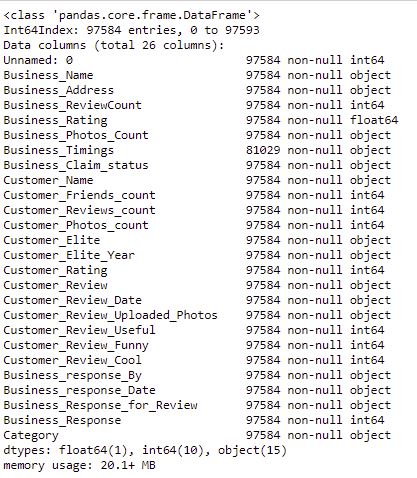 <class 'pandas.core.frame.DataFrame'>
Int64Index: 97584 entries, 0 to 97593
Data columns (total 26 columns):
Unnamed: 0                        97584 non-null int64
Business_Name                     97584 non-null object
Business_Address                  97584 non-null object
Business_ReviewCount              97584 non-null int64
Business_Rating                   97584 non-null float64
Business_Photos_Count             97584 non-null object
Business_Timings                  81029 non-null object
Business_Claim_status             97584 non-null object
Customer_Name                     97584 non-null object
Customer_Friends_count            97584 non-null int64
Customer_Reviews_count            97584 non-null int64
Customer_Photos_count             97584 non-null int64
Customer_Elite                    97584 non-null object
Customer_Elite_Year               97584 non-null object
Customer_Rating                   97584 non-null int64
Customer_Review                   97584 non-null object
Customer_Review_Date              97584 non-null object
Customer_Review_Uploaded_Photos   97584 non-null object
Customer_Review_Useful            97584 non-null int64
Customer_Review_Funny             97584 non-null int64
Customer_Review_Cool              97584 non-null int64
Business_response_By              97584 non-null object
Business_response_Date            97584 non-null object
Business_Response_for_Review      97584 non-null object
Business_Response                 97584 non-null int64
Category                          97584 non-null object
dtypes: float64(1), int64(10), object(15)
memory usage: 20.1+ MB